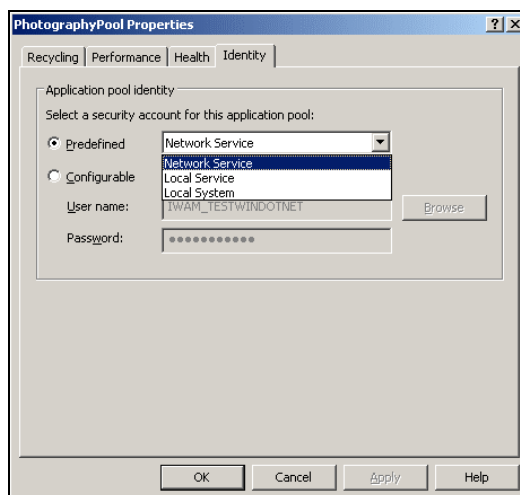 PhotographyPool Properties
Recycling Performance Health Identity
Application pool identity
Select a security account for this application pool:
Predefined Network Service
Network Service
Configurable Local Service
Local System
User name: IWAM_TESTWINDOTNET Browse
Password: ●●●●●●●●●●●
OK Cancel Apply Help